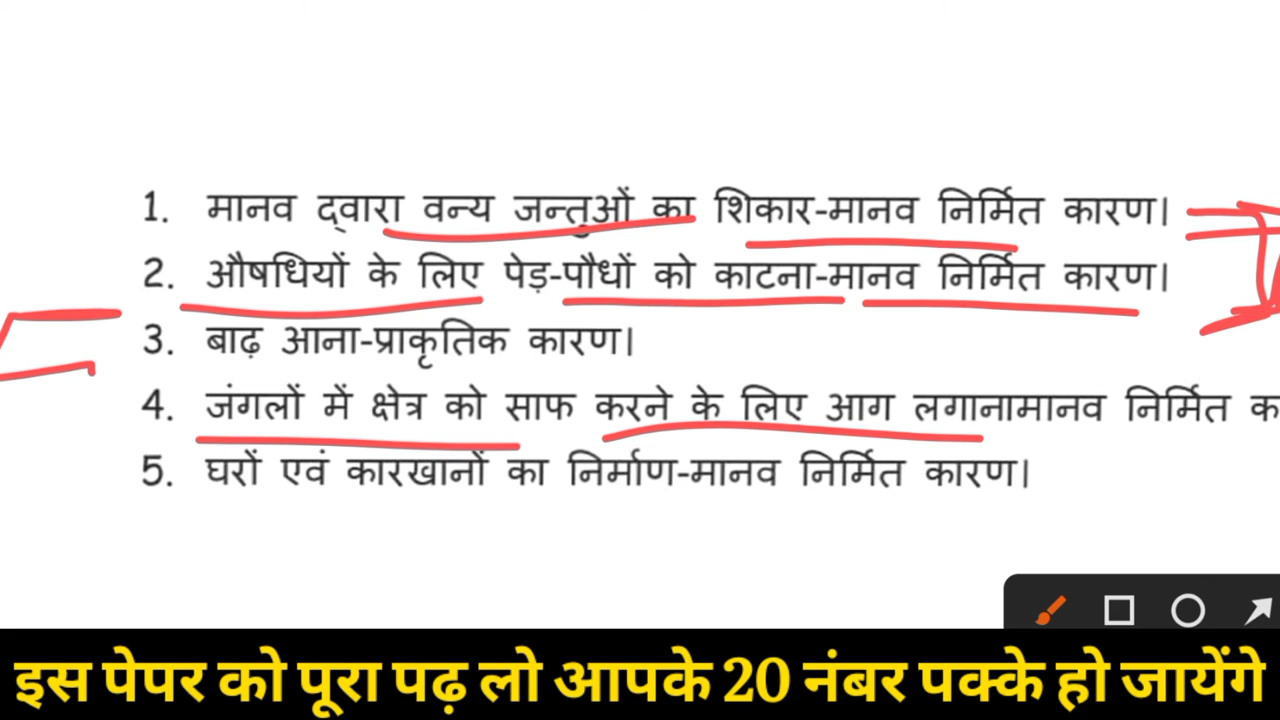 1. मानव द्वारा वन्य जन्तुओं का शिकार-मानव निर्मित कारण।
2. औषधियों के लिए पेड़-पौधों को काटना-मानव निर्मित कारण।
3. बाढ़ आना-प्राकृतिक कारण।
4. जंगलों में क्षेत्र को साफ करने के लिए आग लगानामानव निर्मित क
5. घरों एवं कारखानों का निर्माण-मानव निर्मित कारण।
इस पेपर को पूरा पढ़ लो आपके 20 नंबर पक्के हो जायेंगे